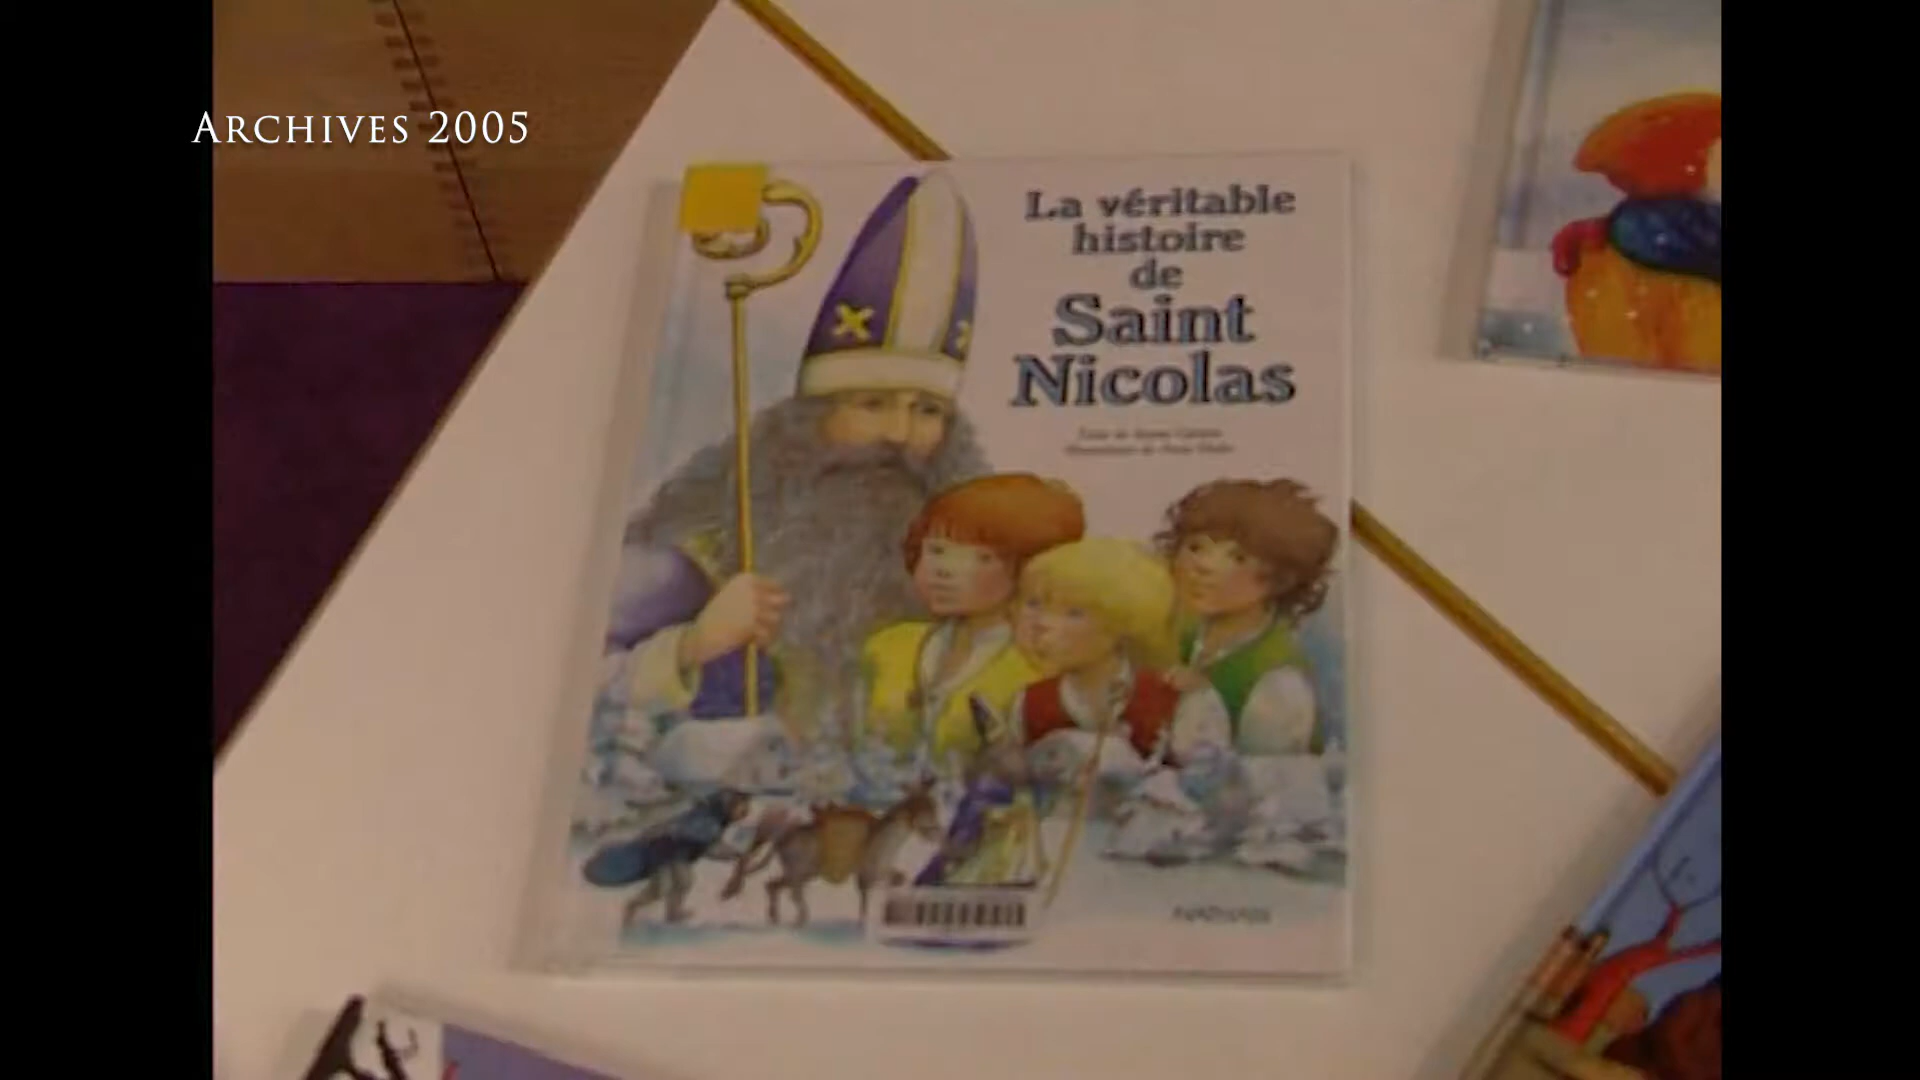 ARCHIVES 2005
La véritable
histoire
de
Saint
Nicolas